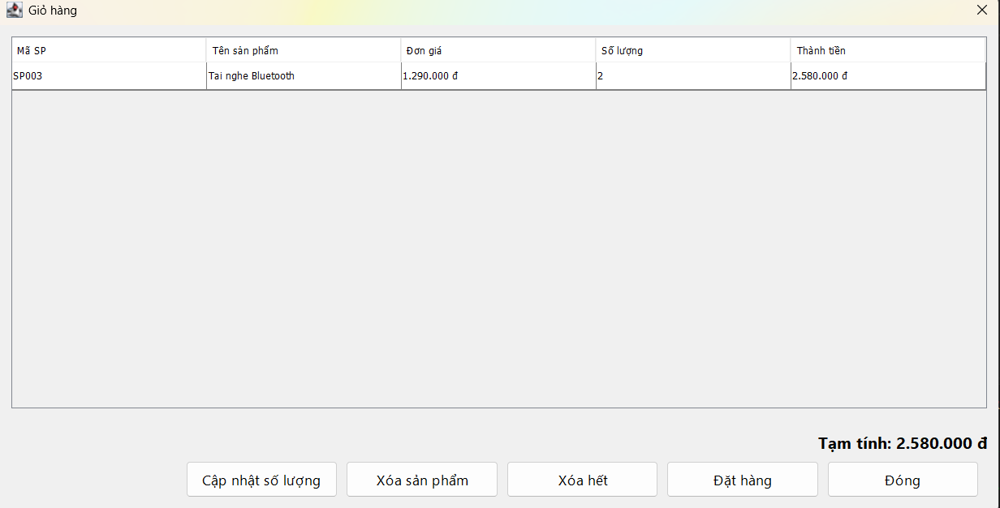 Giỏ hàng
Mã SP Tên sản phẩm Đơn giá Số lượng Thành tiền
SP003 Tai nghe Bluetooth 1.290.000 đ 2 2.580.000 đ
Tạm tính: 2.580.000 đ
Cập nhật số lượng Xóa sản phẩm Xóa hết Đặt hàng Đóng